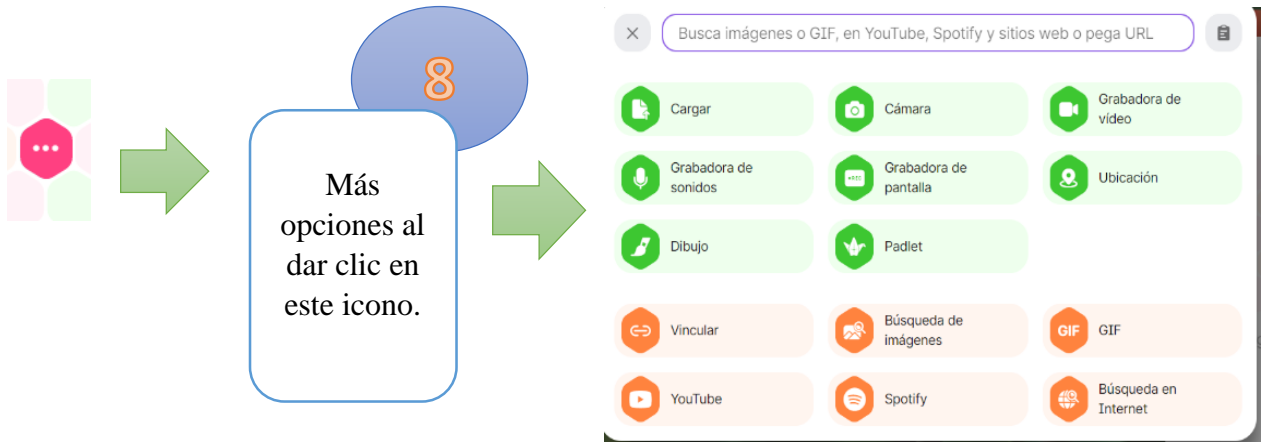 8
Más
opciones al
dar clic en
este icono.
Busca imágenes o GIF, en YouTube, Spotify y sitios web o pega URL
Cargar
Cámara
Grabadora de
vídeo
Grabadora de
sonidos
Grabadora de
pantalla
Ubicación
Dibujo
Padlet
Vincular
Búsqueda de
imágenes
GIF
GIF
YouTube
Spotify
Búsqueda en
Internet